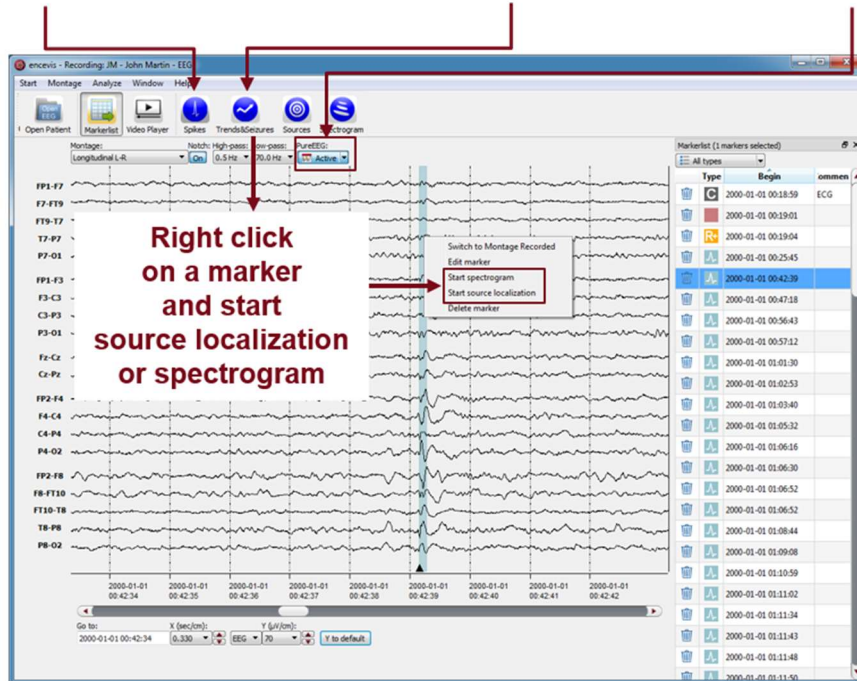 encevis - Recording: JM - John Martin - EEG
Start Montage Analyze Window Help
Open Patient Markerlist Video Player Spikes Trends&Seizures Sources Spectrogram
Montage: Notch: High-pass: Low-pass: PureEEG:
Longitudinal L-R On 0.5 Hz 70.0 Hz Active
FP1-F7
F7-FT9
FT9-T7
T7-P7
P7-O1
FP1-F3
F3-C3
C3-P3
P3-O1
Fz-Cz
Cz-Pz
FP2-F4
F4-C4
C4-P4
P4-O2
FP2-F8
F8-FT10
FT10-T8
T8-P8
P8-O2
Right click
on a marker
and start
source localization
or spectrogram
Switch to Montage Recorded
Edit marker
Start spectrogram
Start source localization
Delete marker
2000-01-01 2000-01-01 2000-01-01 2000-01-01 2000-01-01 2000-01-01 2000-01-01 2000-01-01 2000-01-01
00:42:34 00:42:35 00:42:36 00:42:37 00:42:38 00:42:39 00:42:40 00:42:41 00:42:42
Go to: X (sec/cm): Y (µV/cm):
2000-01-01 00:42:34 0.330 EEG 70 Y to default
Markerlist (1 markers selected)
All types
Type Begin ommen
C 2000-01-01 00:18:59 ECG
2000-01-01 00:19:01
R+ 2000-01-01 00:19:04
2000-01-01 00:25:45
2000-01-01 00:42:39
2000-01-01 00:47:18
2000-01-01 00:56:43
2000-01-01 00:57:12
2000-01-01 01:01:30
2000-01-01 01:02:53
2000-01-01 01:03:40
2000-01-01 01:05:32
2000-01-01 01:06:16
2000-01-01 01:06:30
2000-01-01 01:06:52
2000-01-01 01:06:52
2000-01-01 01:08:44
2000-01-01 01:09:08
2000-01-01 01:10:59
2000-01-01 01:11:02
2000-01-01 01:11:34
2000-01-01 01:11:43
2000-01-01 01:11:48
2000-01-01 01:11:50